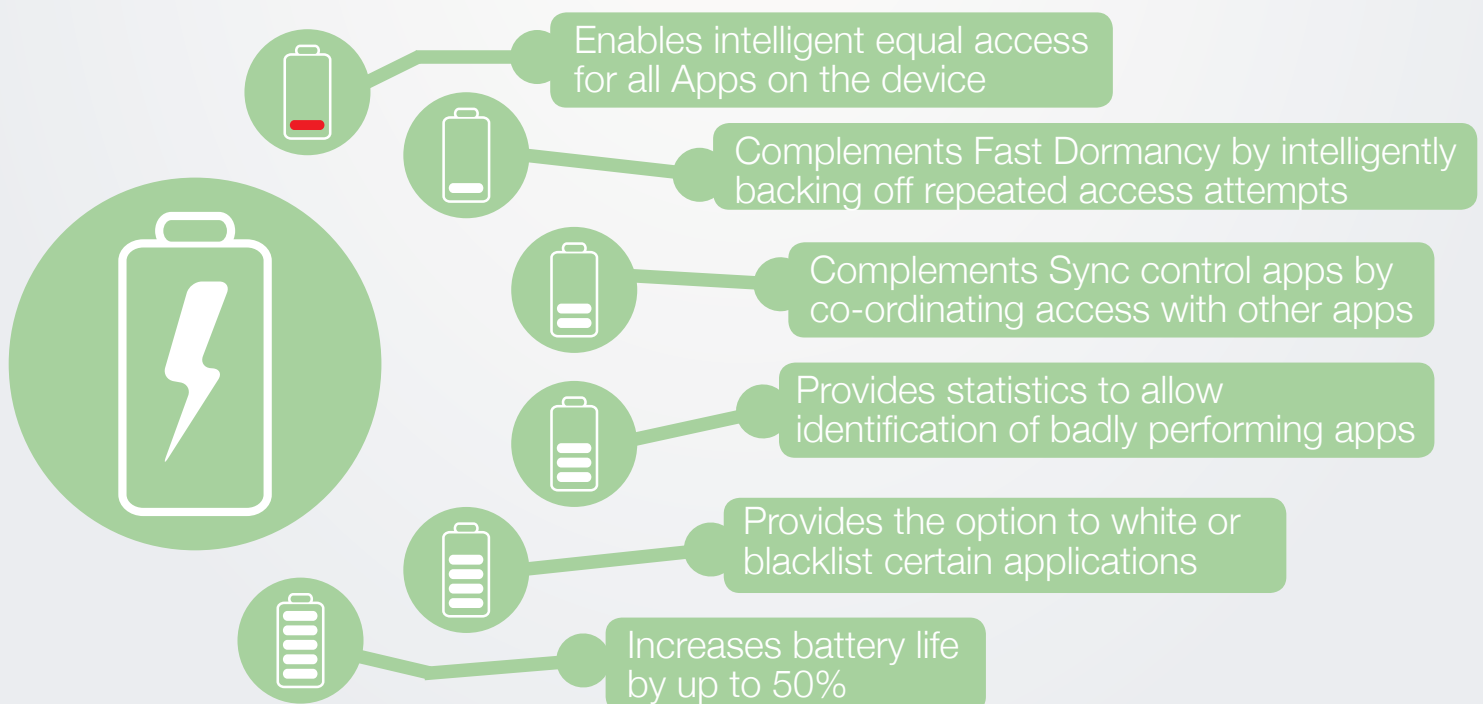 Enables intelligent equal access
for all Apps on the device
Complements Fast Dormancy by intelligently
backing off repeated access attempts
Complements Sync control apps by
co-ordinating access with other apps
Provides statistics to allow
identification of badly performing apps
Provides the option to white or
blacklist certain applications
Increases battery life
by up to 50%